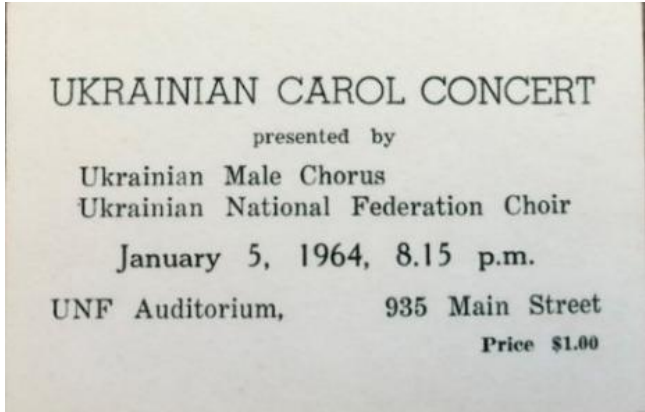 UKRAINIAN CAROL CONCERT
presented by
Ukrainian Male Chorus
Ukrainian National Federation Choir
January 5, 1964, 8.15 p.m.
UNF Auditorium, 935 Main Street
Price $1.00